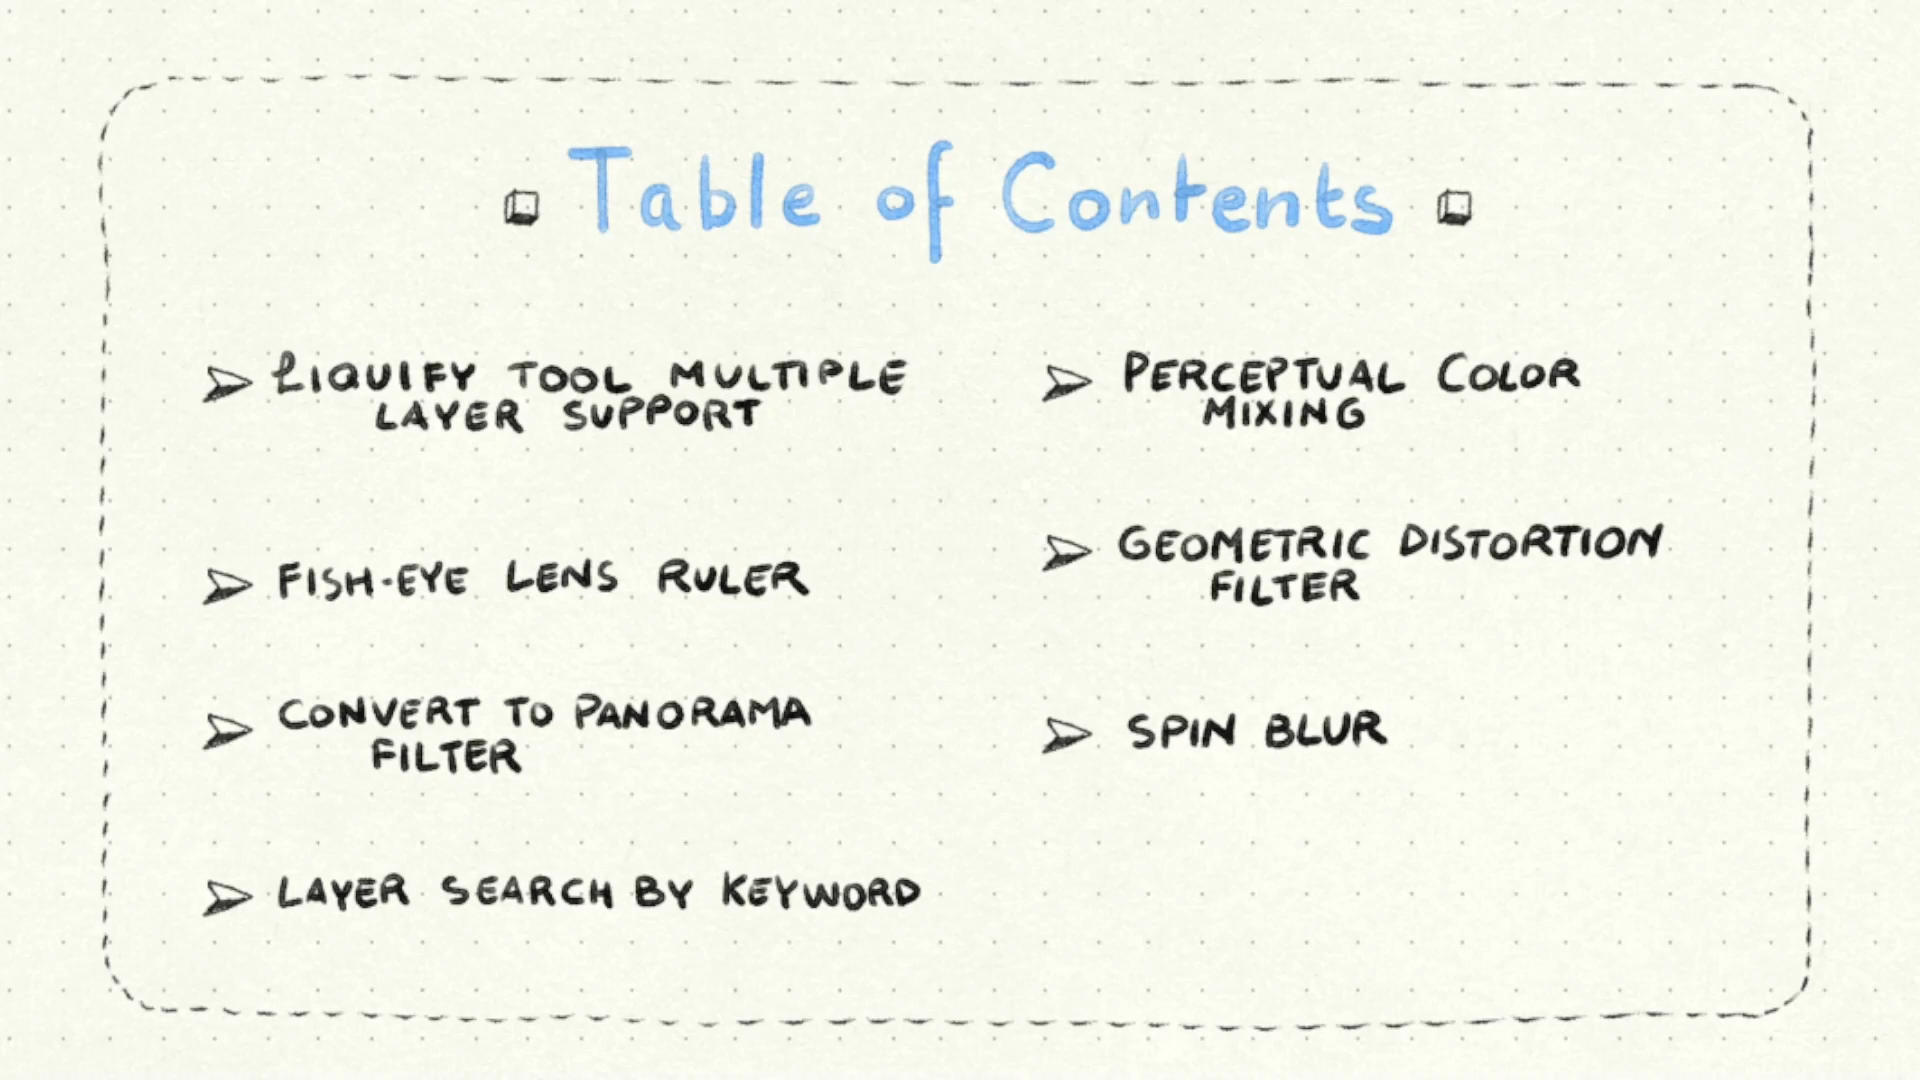 Table of Contents
LIQUIFY TOOL MULTIPLE
LAYER SUPPORT
FISH-EYE LENS RULER
CONVERT TO PANORAMA
FILTER
LAYER SEARCH BY KEYWORD
PERCEPTUAL COLOR
MIXING
GEOMETRIC DISTORTION
FILTER
SPIN BLUR